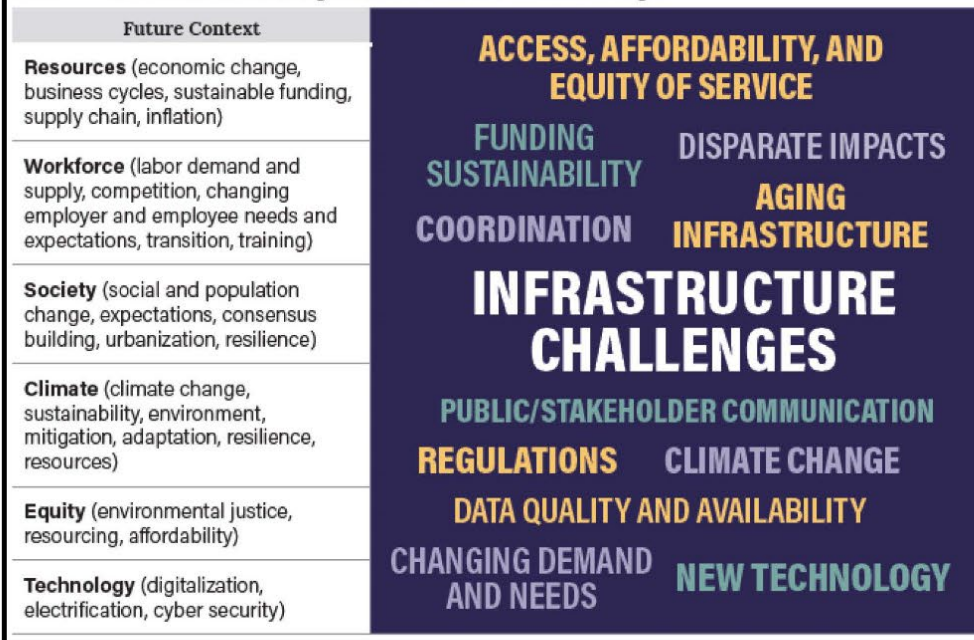 Future Context
Resources (economic change,
business cycles, sustainable funding,
supply chain, inflation)
Workforce (labor demand and
supply, competition, changing
employer and employee needs and
expectations, transition, training)
Society (social and population
change, expectations, consensus
building, urbanization, resilience)
Climate (climate change,
sustainability, environment,
mitigation, adaptation, resilience,
resources)
Equity (environmental justice,
resourcing, affordability)
Technology (digitalization,
electrification, cyber security)
ACCESS, AFFORDABILITY, AND
EQUITY OF SERVICE
FUNDING
SUSTAINABILITY
DISPARATE IMPACTS
COORDINATION
AGING
INFRASTRUCTURE
INFRASTRUCTURE
CHALLENGES
PUBLIC/STAKEHOLDER COMMUNICATION
REGULATIONS
CLIMATE CHANGE
DATA QUALITY AND AVAILABILITY
CHANGING DEMAND
AND NEEDS
NEW TECHNOLOGY